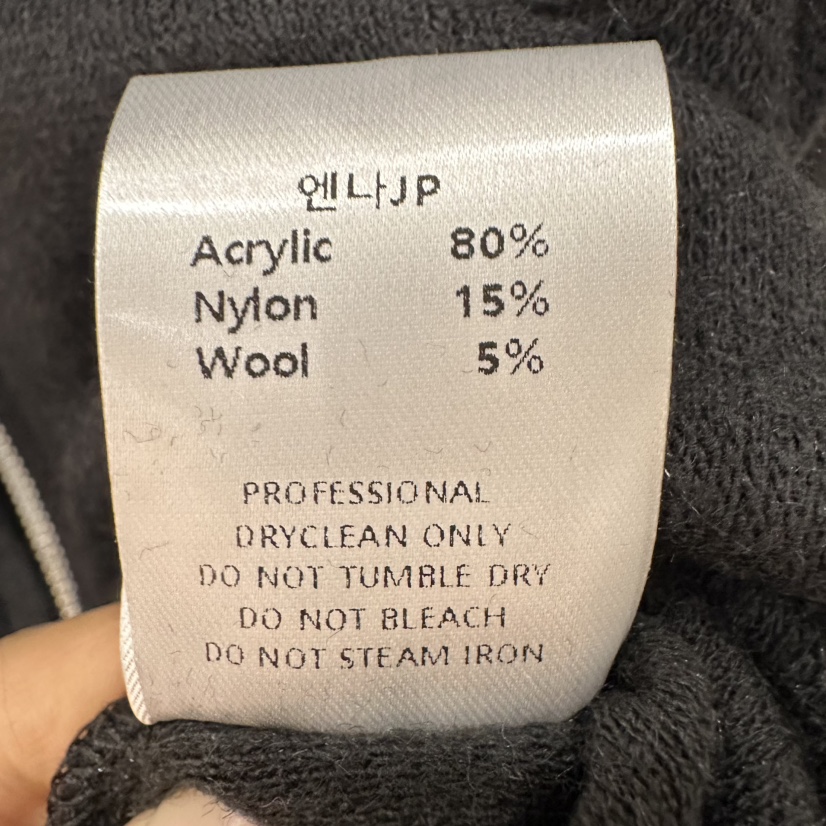 엔나JP
Acrylic 80%
Nylon 15%
Wool 5%
PROFESSIONAL
DRYCLEAN ONLY
DO NOT TUMBLE DRY
DO NOT BLEACH
DO NOT STEAM IRON